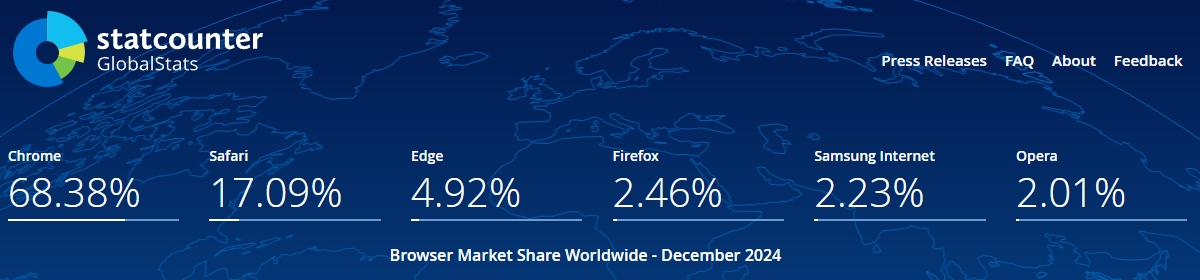 statcounter
GlobalStats
Press Releases FAQ About Feedback
Chrome Safari Edge Firefox Samsung Internet Opera
68.38% 17.09% 4.92% 2.46% 2.23% 2.01%
Browser Market Share Worldwide - December 2024